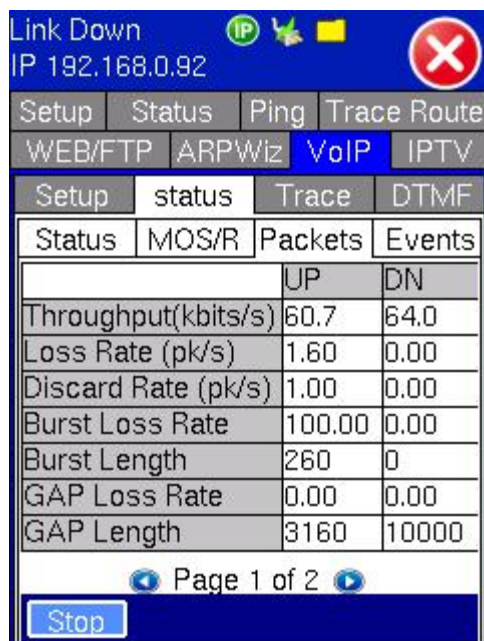 Link Down IP
IP 192.168.0.92
Setup Status Ping Trace Route
WEB/FTP ARPWiz VoIP IPTV
Setup status Trace DTMF
Status MOS/R Packets Events
UP DN
Throughput(kbits/s) 60.7 64.0
Loss Rate (pk/s) 1.60 0.00
Discard Rate (pk/s) 1.00 0.00
Burst Loss Rate 100.00 0.00
Burst Length 260 0
GAP Loss Rate 0.00 0.00
GAP Length 3160 10000
Page 1 of 2
Stop